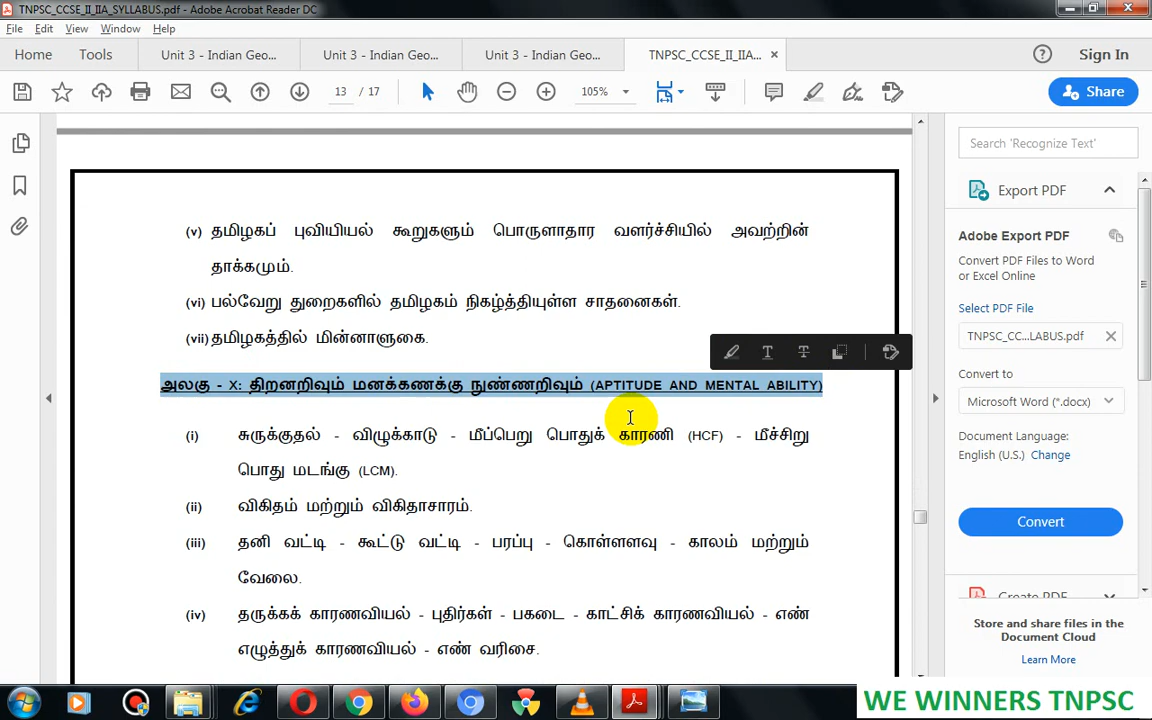 TNPSC_CCSE_II_IIA_SYLLABUS.pdf - Adobe Acrobat Reader DC
File Edit View Window Help
Home Tools Unit 3 - Indian Geo... Unit 3 - Indian Geo... Unit 3 - Indian Geo... TNPSC_CCSE_II_IIA... Sign In
13 / 17 105% Share
Search 'Recognize Text'
Export PDF
Adobe Export PDF
Convert PDF Files to Word
or Excel Online
Select PDF File
TNPSC_CC...LABUS.pdf
Convert to
Microsoft Word (*.docx)
Document Language:
English (U.S.) Change
Convert
Create PDF
Store and share files in the
Document Cloud
Learn More
(v) தமிழகப் புவியியல் கூறுகளும் பொருளாதார வளர்ச்சியில் அவற்றின்
தாக்கமும்.
(vi) பல்வேறு துறைகளில் தமிழகம் நிகழ்த்தியுள்ள சாதனைகள்.
(vii) தமிழகத்தில் மின்னாளுகை.
அலகு - X: திறனறிவும் மனக்கணக்கு நுண்ணறிவும் (APTITUDE AND MENTAL ABILITY)
(i) சுருக்குதல் - விழுக்காடு - மீப்பெறு பொதுக் காரணி (HCF) - மீச்சிறு
பொது மடங்கு (LCM).
(ii) விகிதம் மற்றும் விகிதாசாரம்.
(iii) தனி வட்டி - கூட்டு வட்டி - பரப்பு - கொள்ளளவு - காலம் மற்றும்
வேலை.
(iv) தருக்கக் காரணவியல் - புதிர்கள் - பகடை - காட்சிக் காரணவியல் - எண்
எழுத்துக் காரணவியல் - எண் வரிசை.
WE WINNERS TNPSC